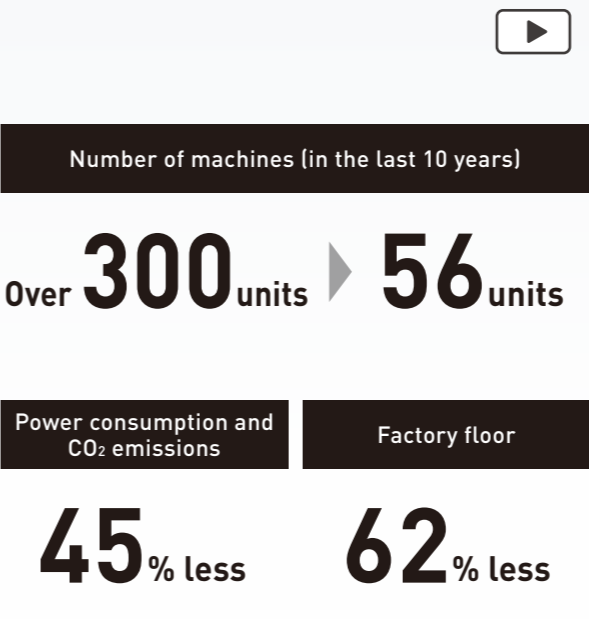 Number of machines (in the last 10 years)
Over 300 units 56 units
Power consumption and
CO₂ emissions
Factory floor
45% less
62% less